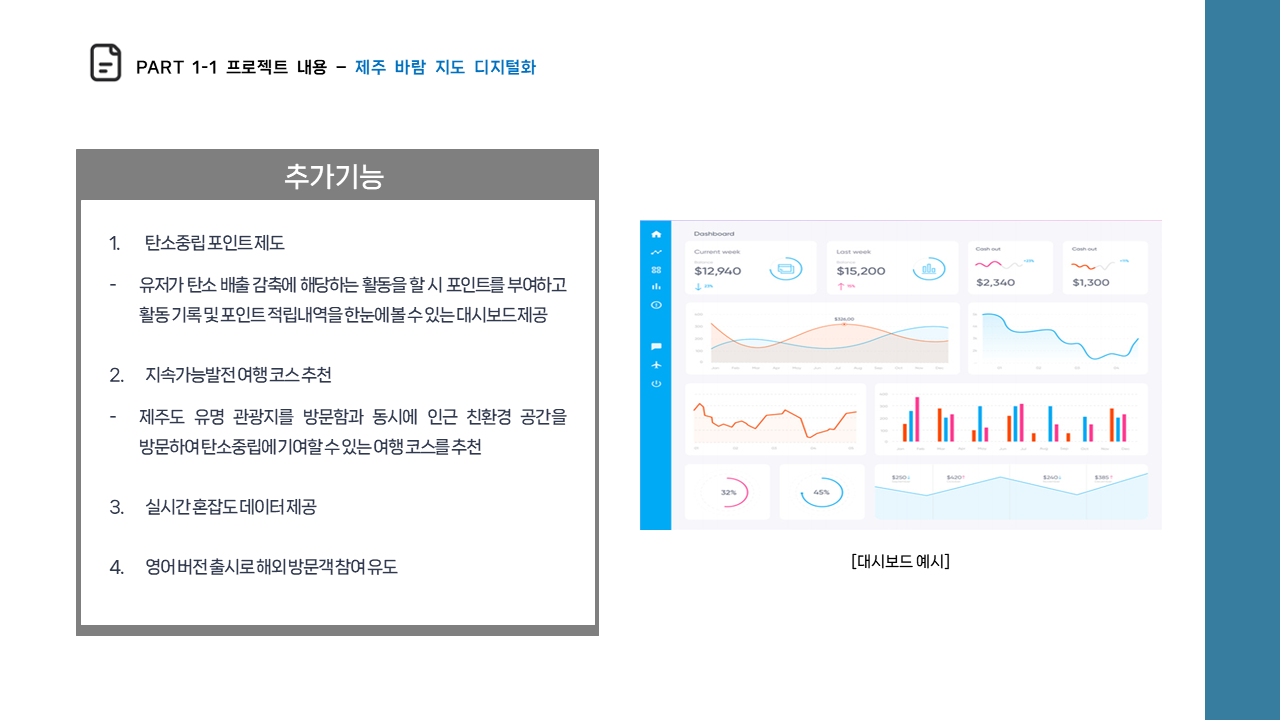 PART 1-1 프로젝트 내용 – 제주 바람 지도 디지털화
추가기능
1. 탄소중립 포인트 제도
- 유저가 탄소 배출 감축에 해당하는 활동을 할 시 포인트를 부여하고
활동 기록 및 포인트 적립내역을 한눈에 볼 수 있는 대시보드 제공
2. 지속가능발전 여행 코스 추천
- 제주도 유명 관광지를 방문함과 동시에 인근 친환경 공간을
방문하여 탄소중립에 기여할 수 있는 여행 코스를 추천
3. 실시간 혼잡도 데이터 제공
4. 영어 버전 출시로 해외 방문객 참여 유도
Dashboard
Current week
Balance
$12,940
Last week
Balance
$15,200
Cash out
$2,340
Cash out
$1,300
$326.00
32%
45%
$250
$420
$240
$385
[대시보드 예시]